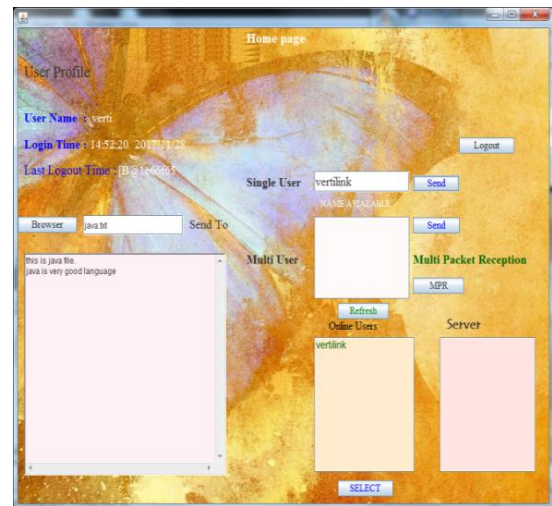 Home page
User Profile
User Name : verti
Login Time : 14:52:20 2017/11/28
Logout
Last Logout Time - [B@1e66f65
Single User
vertilink
Send
NAME AVIALABLE
Browser
java.txt
Send To
Send
this is java file.
java is very good language
Multi User
Multi Packet Reception
MPR
Refresh
Online Users
Server
vertilink
SELECT